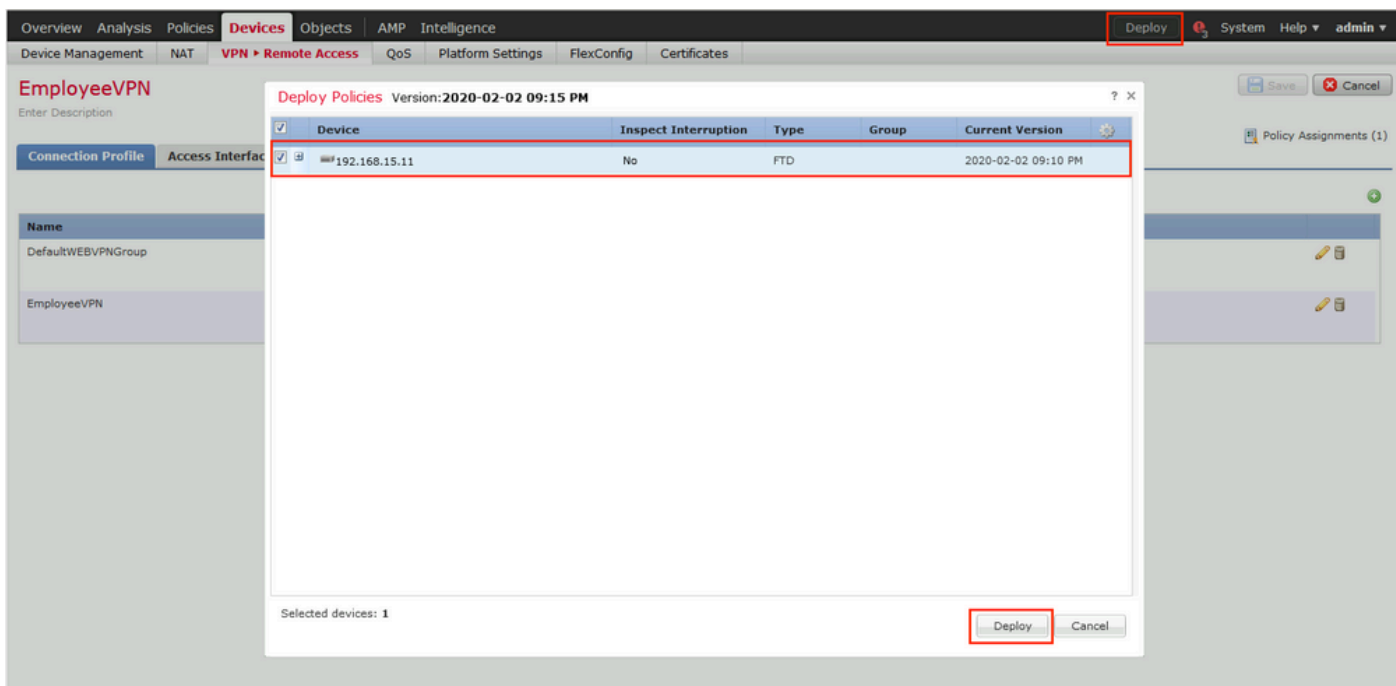 Overview Analysis Policies Devices Objects AMP Intelligence Deploy 3 System Help admin
Device Management NAT VPN ▸ Remote Access QoS Platform Settings FlexConfig Certificates
EmployeeVPN
Enter Description
Save Cancel
Policy Assignments (1)
Connection Profile Access Interfac
Name
DefaultWEBVPNGroup
EmployeeVPN
Deploy Policies Version:2020-02-02 09:15 PM ? ×
Device Inspect Interruption Type Group Current Version
192.168.15.11 No FTD 2020-02-02 09:10 PM
Selected devices: 1
Deploy Cancel